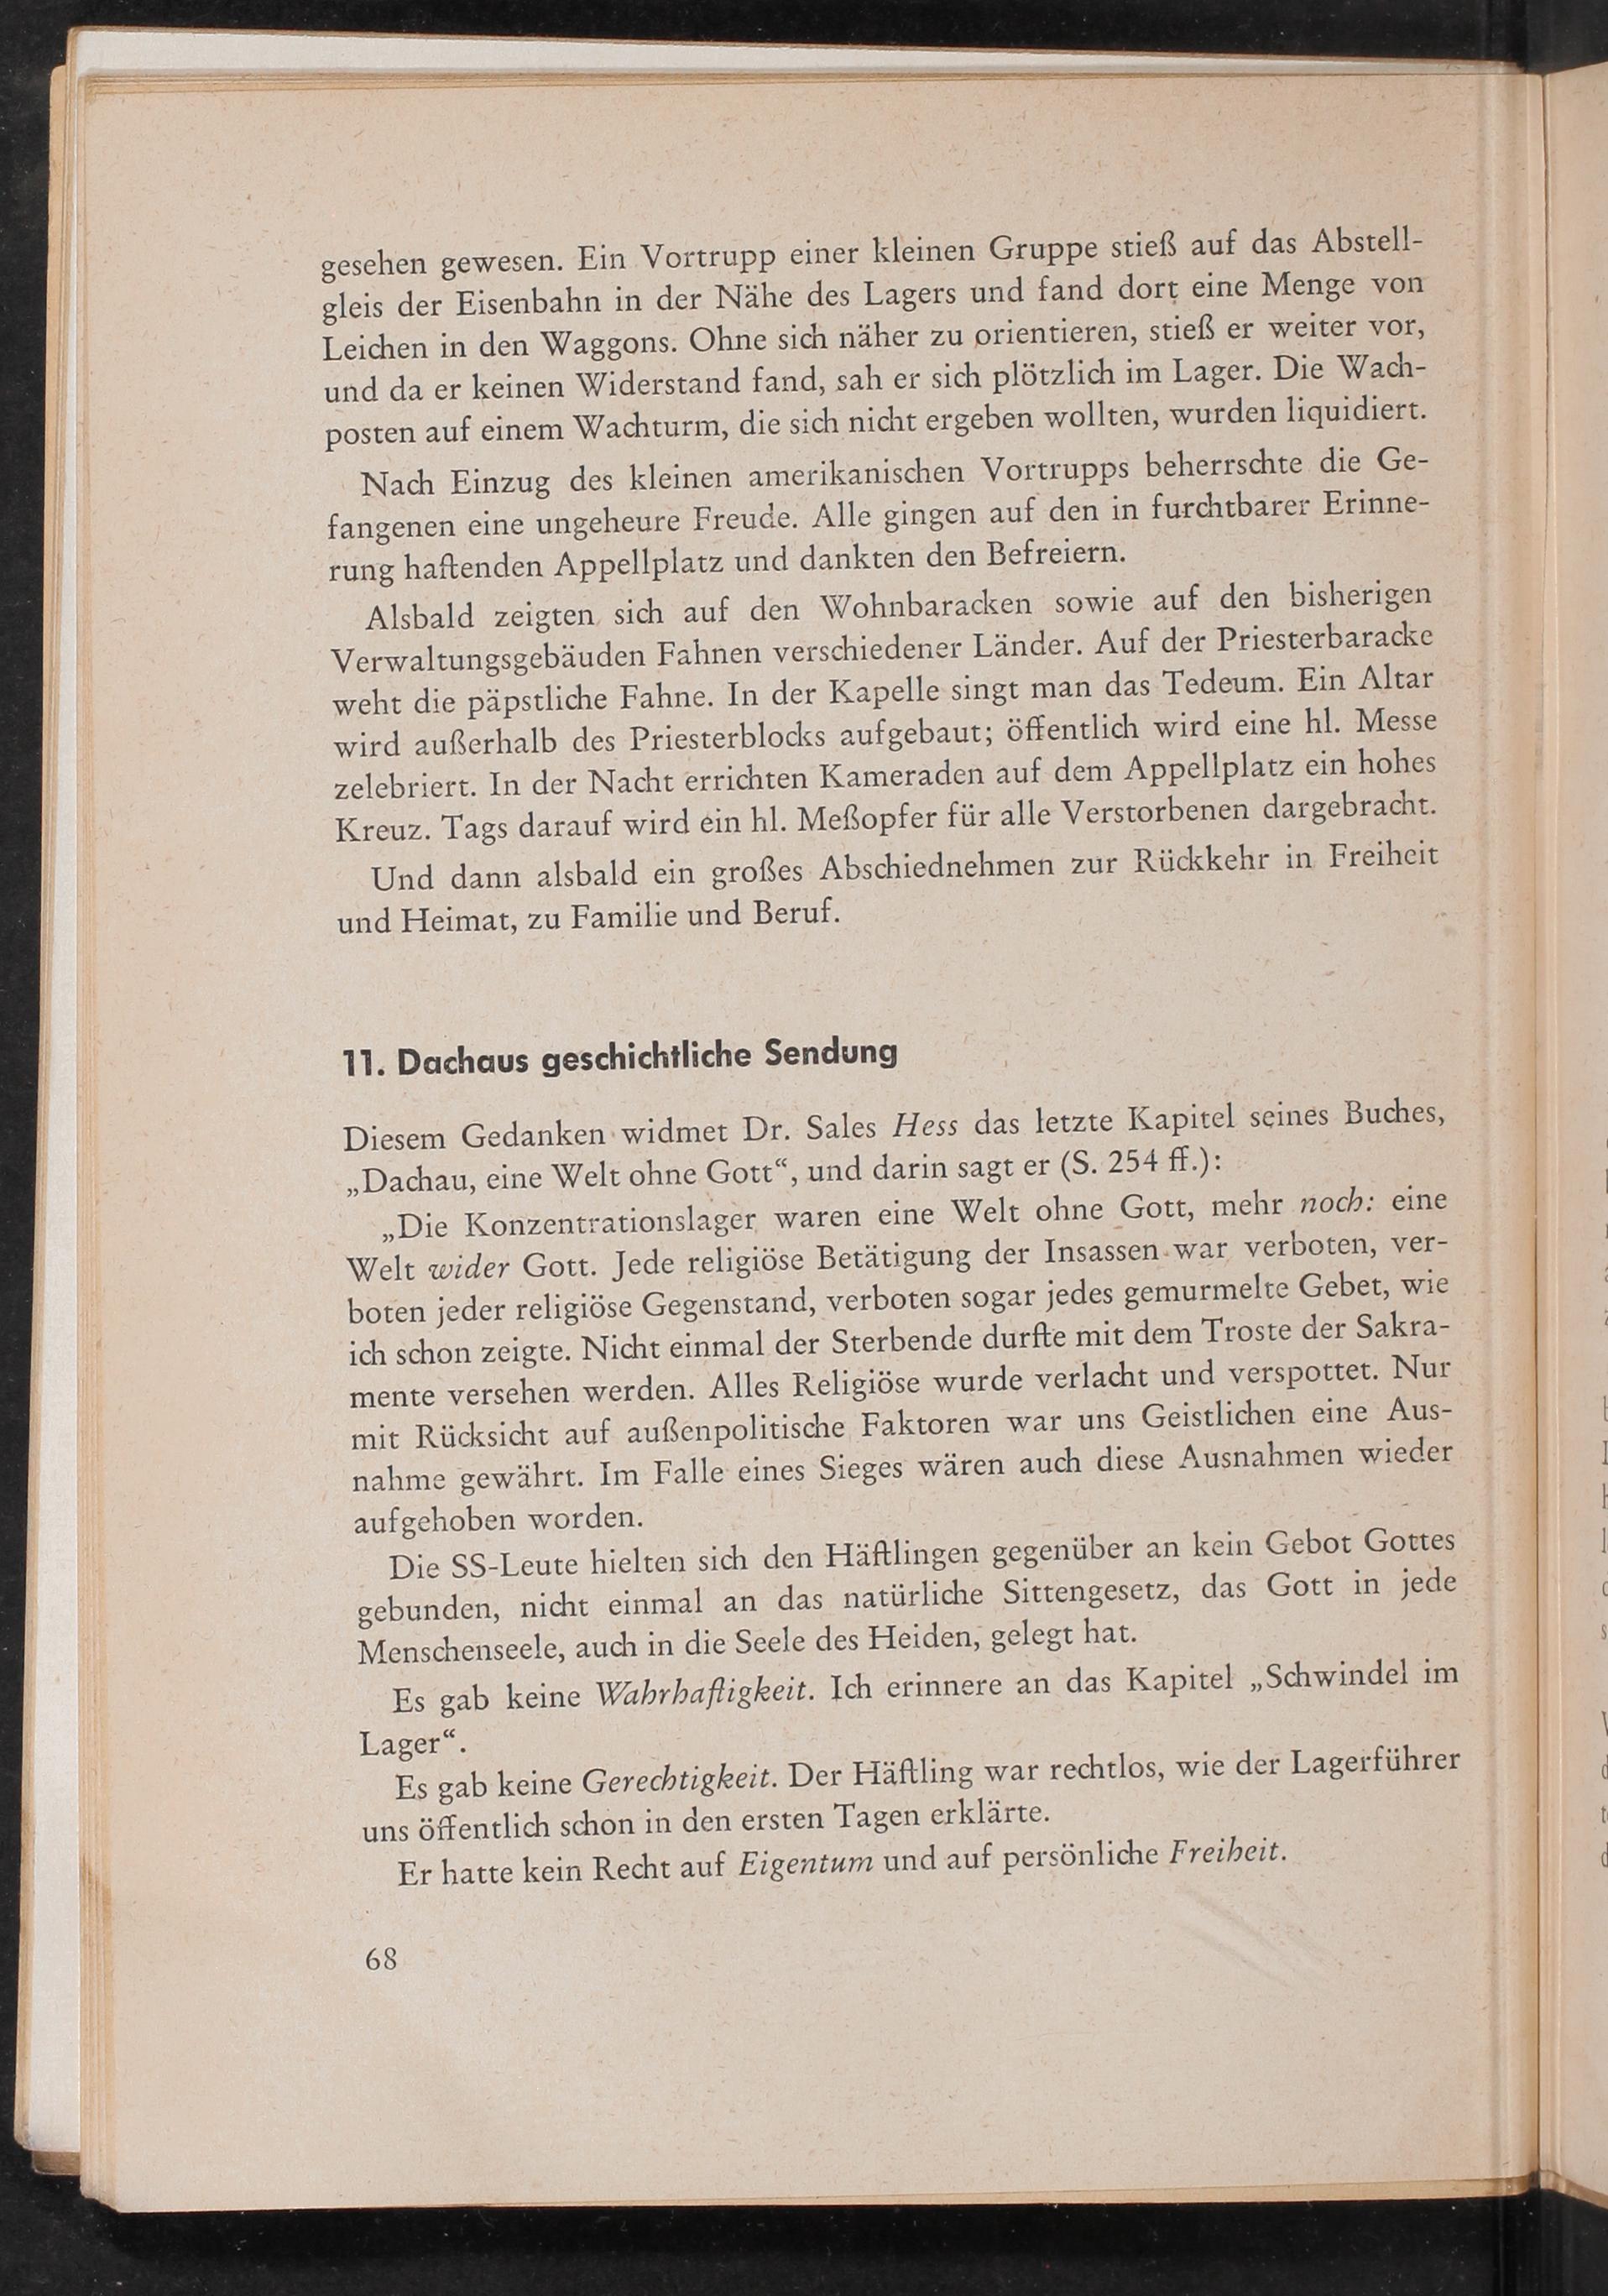 gesehen gewesen. Ein Vortrupp einer kleinen Gruppe stieß auf das Abstell-
gleis der Eisenbahn in der Nähe des Lagers und fand dort eine Menge von
Leichen in den Waggons. Ohne sich näher zu orientieren, stieß er weiter vor,
und da er keinen Widerstand fand, sah er sich plötzlich im Lager. Die Wach-
posten auf einem Wachturm, die sich nicht ergeben wollten, wurden liquidiert.
Nach Einzug des kleinen amerikanischen Vortrupps beherrschte die Ge-
fangenen eine ungeheure Freude. Alle gingen auf den in furchtbarer Erinne-
rung haftenden Appellplatz und dankten den Befreiern.
Alsbald zeigten sich auf den Wohnbaracken sowie auf den bisherigen
Verwaltungsgebäuden Fahnen verschiedener Länder. Auf der Priesterbaracke
weht die päpstliche Fahne. In der Kapelle singt man das Tedeum. Ein Altar
wird außerhalb des Priesterblocks aufgebaut; öffentlich wird eine hl. Messe
zelebriert. In der Nacht errichten Kameraden auf dem Appellplatz ein hohes
Kreuz. Tags darauf wird ein hl. Meßopfer für alle Verstorbenen dargebracht.
Und dann alsbald ein großes Abschiednehmen zur Rückkehr in Freiheit
und Heimat, zu Familie und Beruf.
11. Dachaus geschichtliche Sendung
Diesem Gedanken widmet Dr. Sales Hess das letzte Kapitel seines Buches,
„Dachau, eine Welt ohne Gott“, und darin sagt er (S. 254 ff.):
„Die Konzentrationslager waren eine Welt ohne Gott, mehr noch: eine
Welt wider Gott. Jede religiöse Betätigung der Insassen war verboten, ver-
boten jeder religiöse Gegenstand, verboten sogar jedes gemurmelte Gebet, wie
ich schon zeigte. Nicht einmal der Sterbende durfte mit dem Troste der Sakra-
mente versehen werden. Alles Religiöse wurde verlacht und verspottet. Nur
mit Rücksicht auf außenpolitische Faktoren war uns Geistlichen eine Aus-
nahme gewährt. Im Falle eines Sieges wären auch diese Ausnahmen wieder
aufgehoben worden.
Die SS-Leute hielten sich den Häftlingen gegenüber an kein Gebot Gottes
gebunden, nicht einmal an das natürliche Sittengesetz, das Gott in jede
Menschenseele, auch in die Seele des Heiden, gelegt hat.
Es gab keine Wahrhaftigkeit. Ich erinnere an das Kapitel „Schwindel im
Lager“.
Es gab keine Gerechtigkeit. Der Häftling war rechtlos, wie der Lagerführer
uns öffentlich schon in den ersten Tagen erklärte.
Er hatte kein Recht auf Eigentum und auf persönliche Freiheit.
68